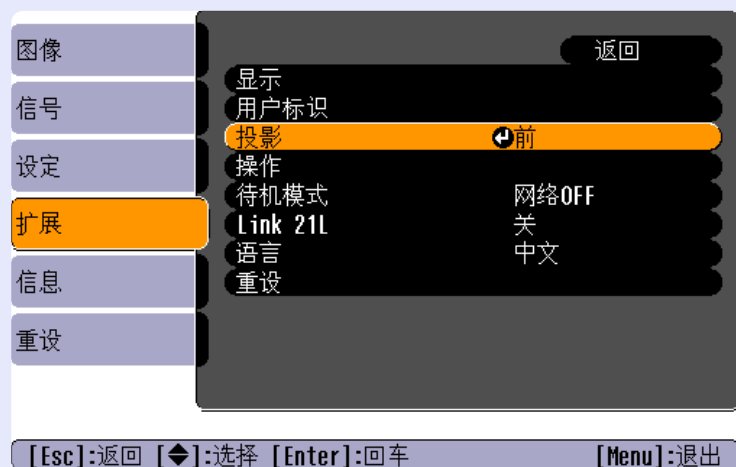 图像
信号
设定
扩展
信息
重设
返回
显示
用户标识
投影 前
操作
待机模式 网络OFF
Link 21L 关
语言 中文
重设
[Esc]:返回 [◆]:选择 [Enter]:回车 [Menu]:退出